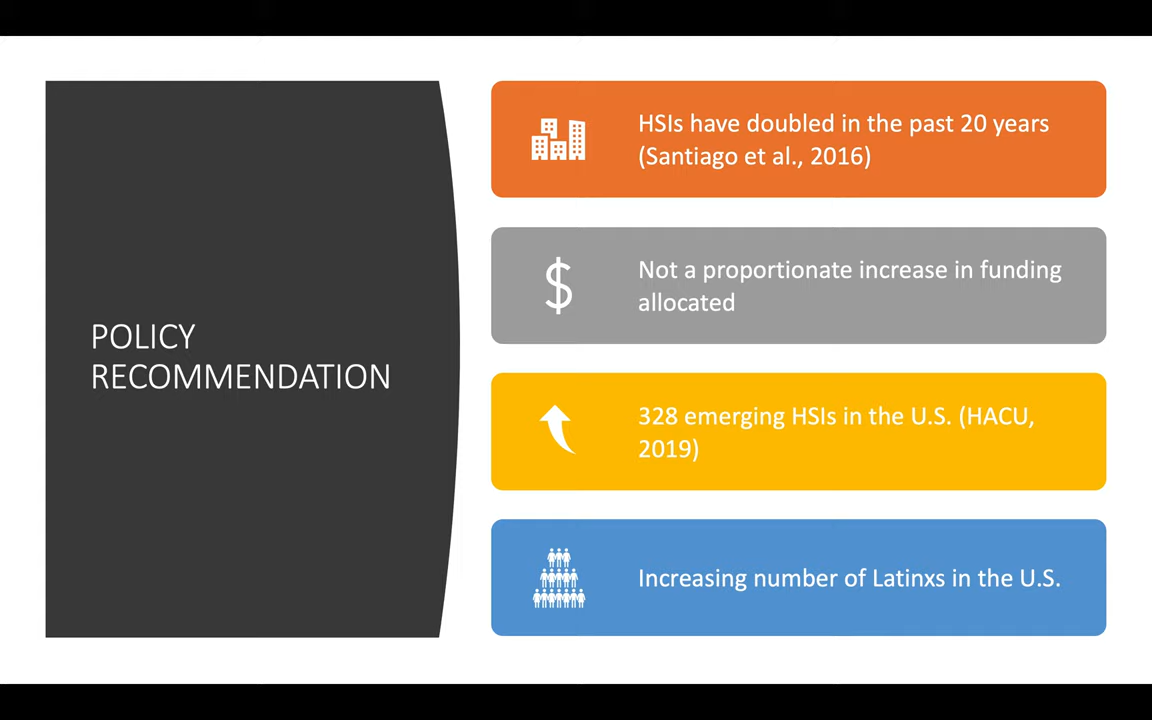 POLICY
RECOMMENDATION
HSIs have doubled in the past 20 years
(Santiago et al., 2016)
Not a proportionate increase in funding
allocated
328 emerging HSIs in the U.S. (HACU,
2019)
Increasing number of Latinxs in the U.S.